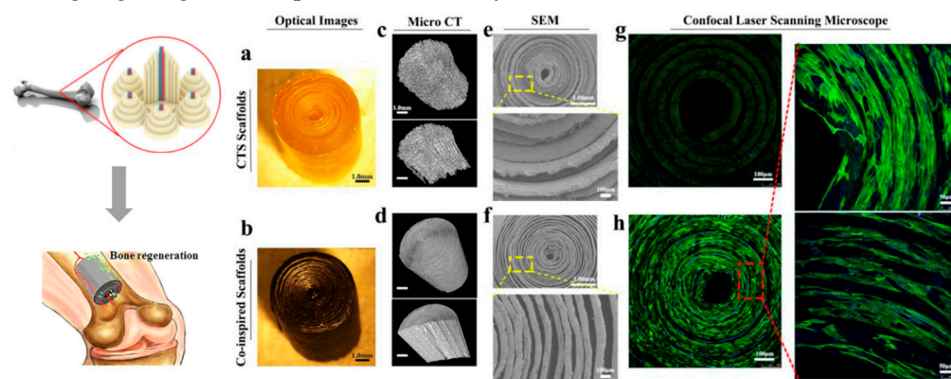 Optical Images
Micro CT
SEM
Confocal Laser Scanning Microscope
a
c
e
g
CTS Scaffolds
1.0mm
1.0mm
1.00mm
100μm
100μm
b
d
f
h
Bone regeneration
Co-inspired Scaffolds
1.0mm
1.00mm
100μm